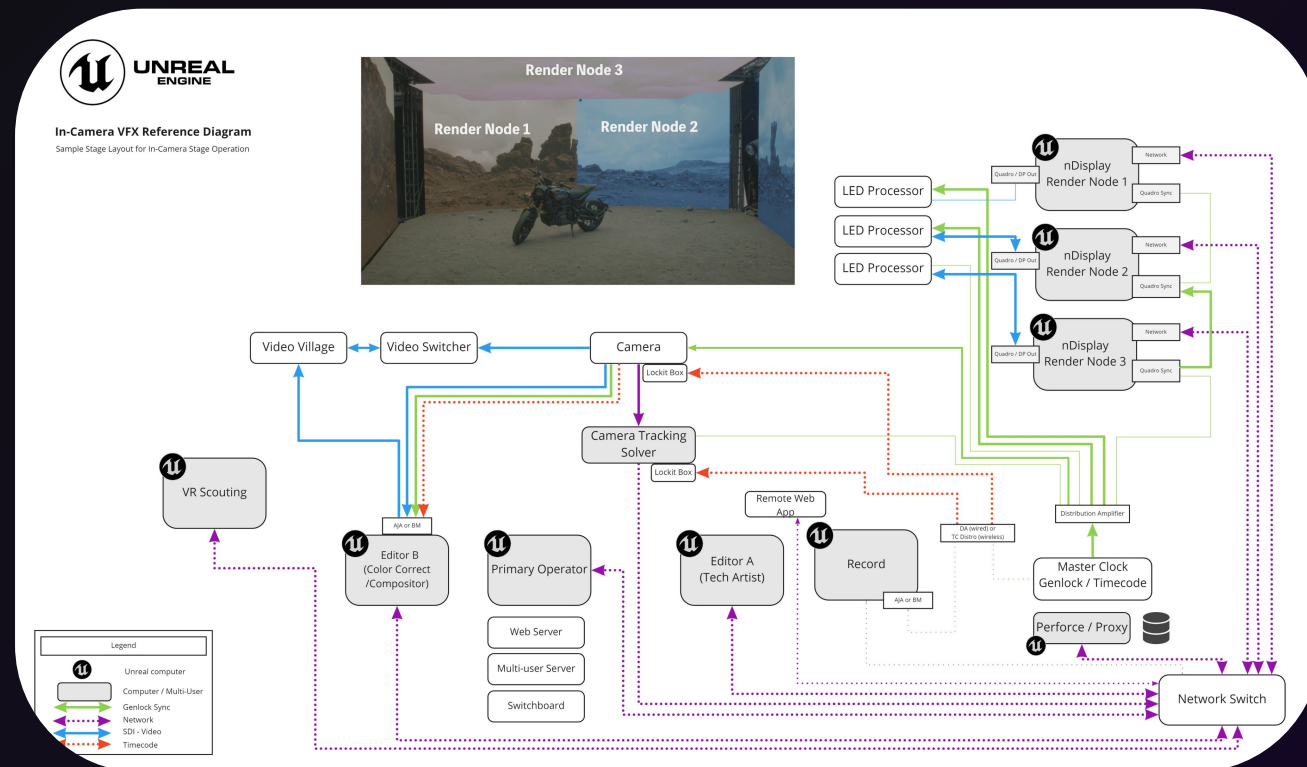 UNREAL
ENGINE
In-Camera VFX Reference Diagram
Sample Stage Layout for In-Camera Stage Operation
Render Node 3
Render Node 1
Render Node 2
LED Processor
LED Processor
LED Processor
Quadro / DP Out
nDisplay
Render Node 1
Network
Quadro Sync
Quadro / DP Out
nDisplay
Render Node 2
Network
Quadro Sync
Quadro / DP Out
nDisplay
Render Node 3
Network
Quadro Sync
Video Village
Video Switcher
Camera
Lockit Box
Camera Tracking
Solver
Lockit Box
VR Scouting
AJA or BM
Editor B
(Color Correct
/Compositor)
Primary Operator
Web Server
Multi-user Server
Switchboard
Editor A
(Tech Artist)
Remote Web
App
Record
AJA or BM
DA (wired) or
TC Distro (wireless)
Distribution Amplifier
Master Clock
Genlock / Timecode
Perforce / Proxy
Network Switch
Legend
Unreal computer
Computer / Multi-User
Genlock Sync
Network
SDI - Video
Timecode